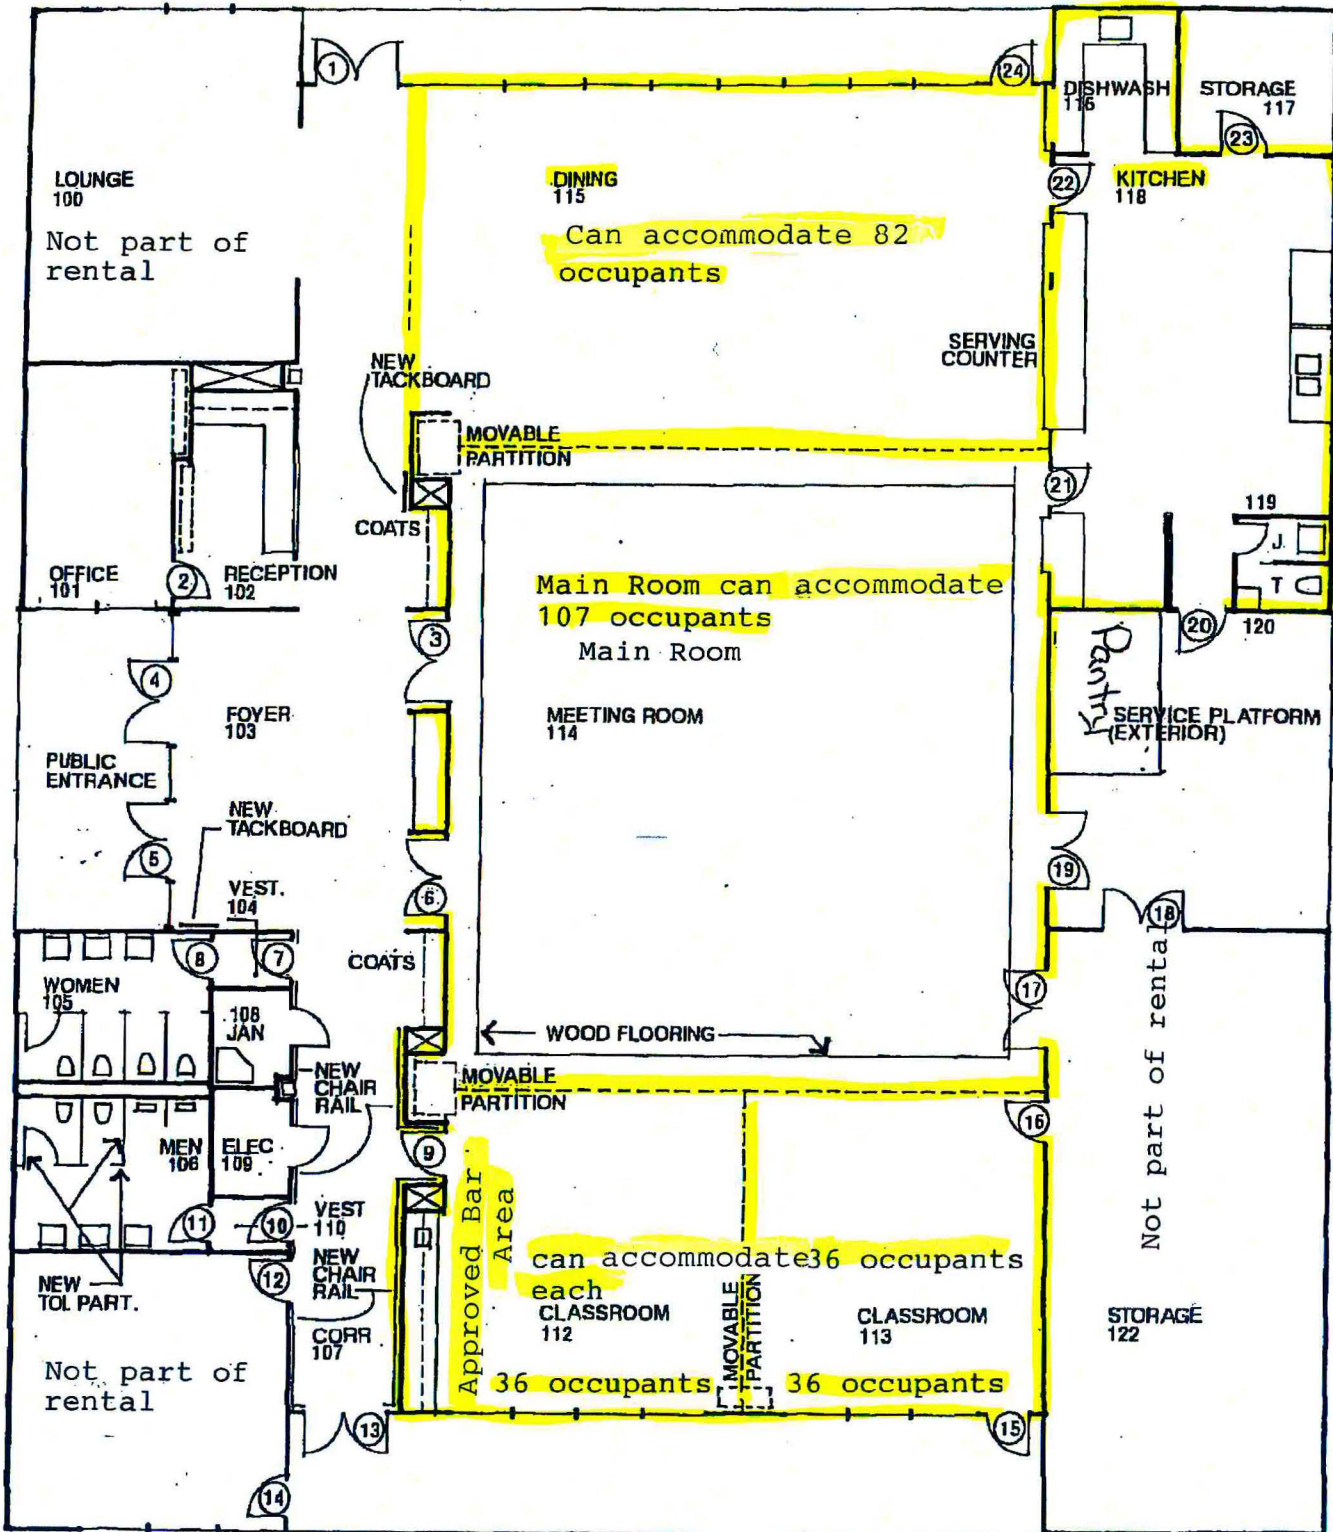 1
24
DISHWASH
116
STORAGE
117
23
LOUNGE
100
Not part of
rental
DINING
115
Can accommodate 82
occupants
22
KITCHEN
118
SERVING
COUNTER
NEW
TACKBOARD
MOVABLE
PARTITION
21
COATS
119
J
T
120
OFFICE
101
2
RECEPTION
102
Main Room can accommodate
107 occupants
Main Room
3
20
Pantry
4
FOYER
103
MEETING ROOM
114
SERVICE PLATFORM
(EXTERIOR)
PUBLIC
ENTRANCE
NEW
TACKBOARD
5
19
VEST.
104
6
18
8
7
COATS
WOMEN
105
108
JAN
17
WOOD FLOORING
Not part of rental
NEW
CHAIR
RAIL
MOVABLE
PARTITION
16
MEN
106
ELEC
109
9
Approved Bar
Area
VEST
110
11
10
can accommodate36 occupants
each
NEW
CHAIR
RAIL
12
NEW
TOL PART.
CLASSROOM
112
MOVABLE
PARTITION
CLASSROOM
113
STORAGE
122
CORR
107
Not part of
rental
36 occupants
36 occupants
13
15
14